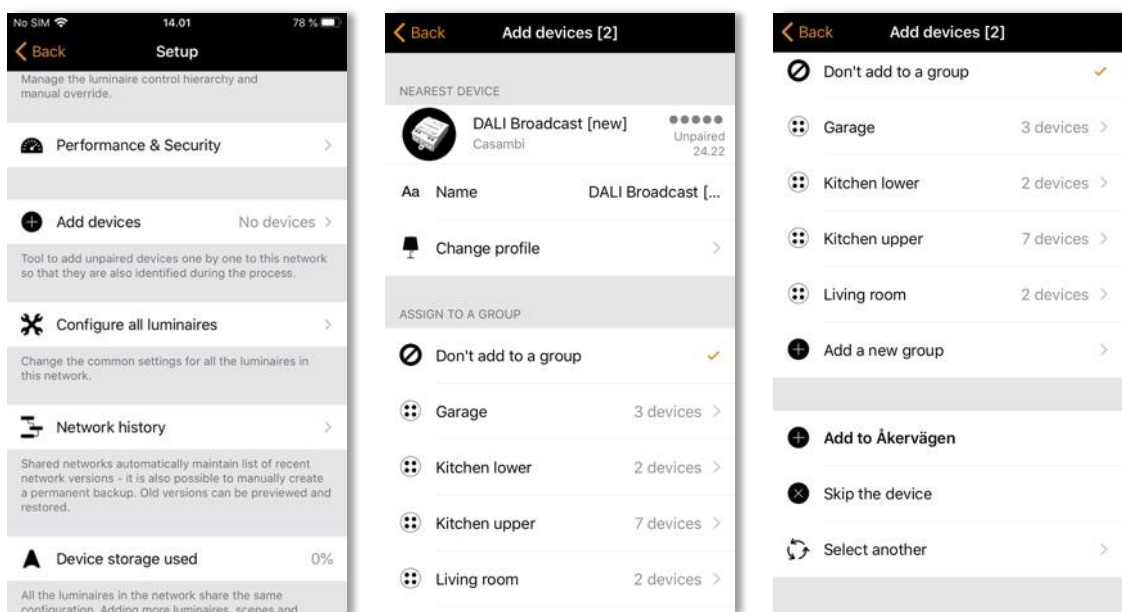 No SIM 14.01 78 %
Back Setup
Manage the luminaire control hierarchy and
manual override.
Performance & Security
Add devices No devices
Tool to add unpaired devices one by one to this network
so that they are also identified during the process.
Configure all luminaires
Change the common settings for all the luminaires in
this network.
Network history
Shared networks automatically maintain list of recent
network versions - it is also possible to manually create
a permanent backup. Old versions can be previewed and
restored.
Device storage used 0%
All the luminaires in the network share the same
configuration. Adding more luminaires, scenes and
Back Add devices [2]
NEAREST DEVICE
DALI Broadcast [new]
Casambi
Unpaired
24.22
Aa Name DALI Broadcast [...
Change profile
ASSIGN TO A GROUP
Don't add to a group
Garage 3 devices
Kitchen lower 2 devices
Kitchen upper 7 devices
Living room 2 devices
Back Add devices [2]
Don't add to a group
Garage 3 devices
Kitchen lower 2 devices
Kitchen upper 7 devices
Living room 2 devices
Add a new group
Add to Åkervägen
Skip the device
Select another